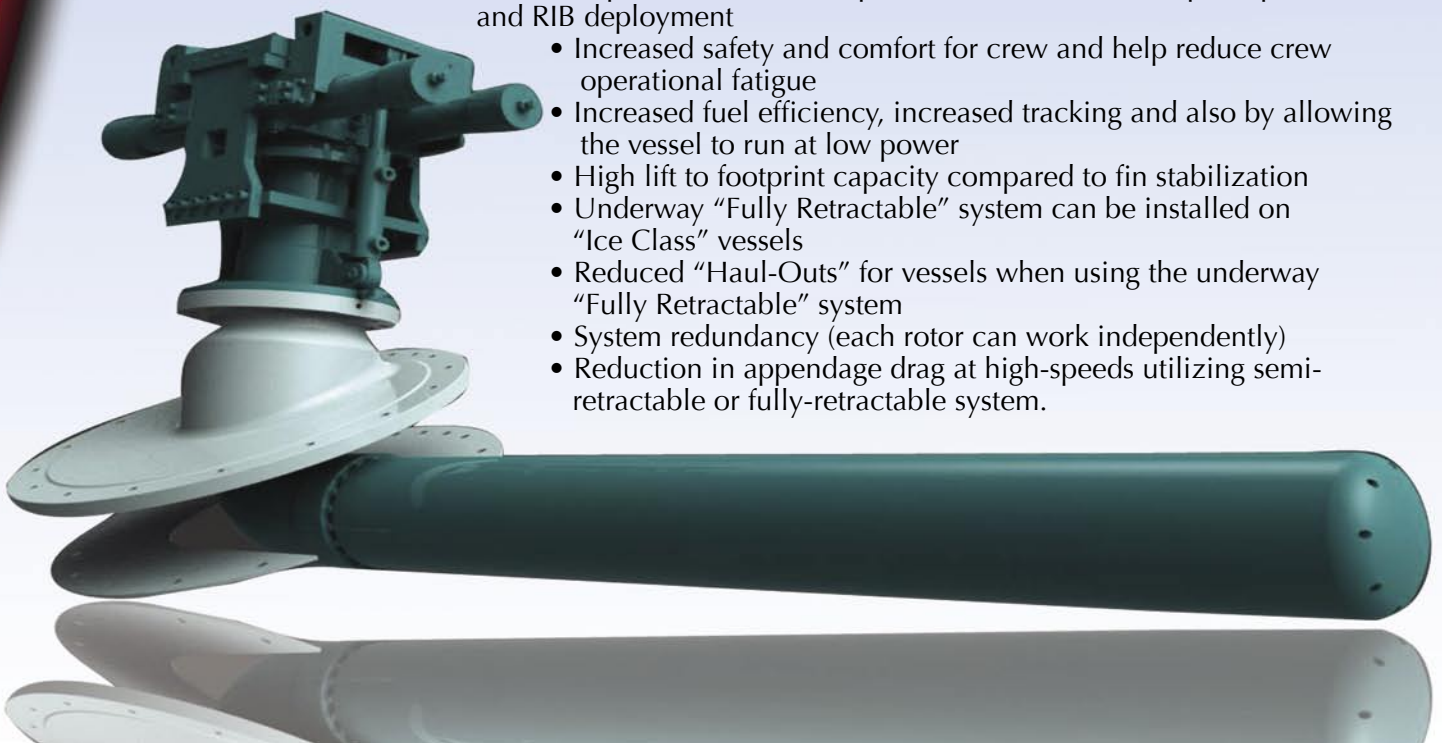 and RIB deployment
• Increased safety and comfort for crew and help reduce crew
operational fatigue
• Increased fuel efficiency, increased tracking and also by allowing
the vessel to run at low power
• High lift to footprint capacity compared to fin stabilization
• Underway “Fully Retractable” system can be installed on
“Ice Class” vessels
• Reduced “Haul-Outs” for vessels when using the underway
“Fully Retractable” system
• System redundancy (each rotor can work independently)
• Reduction in appendage drag at high-speeds utilizing semi-
retractable or fully-retractable system.